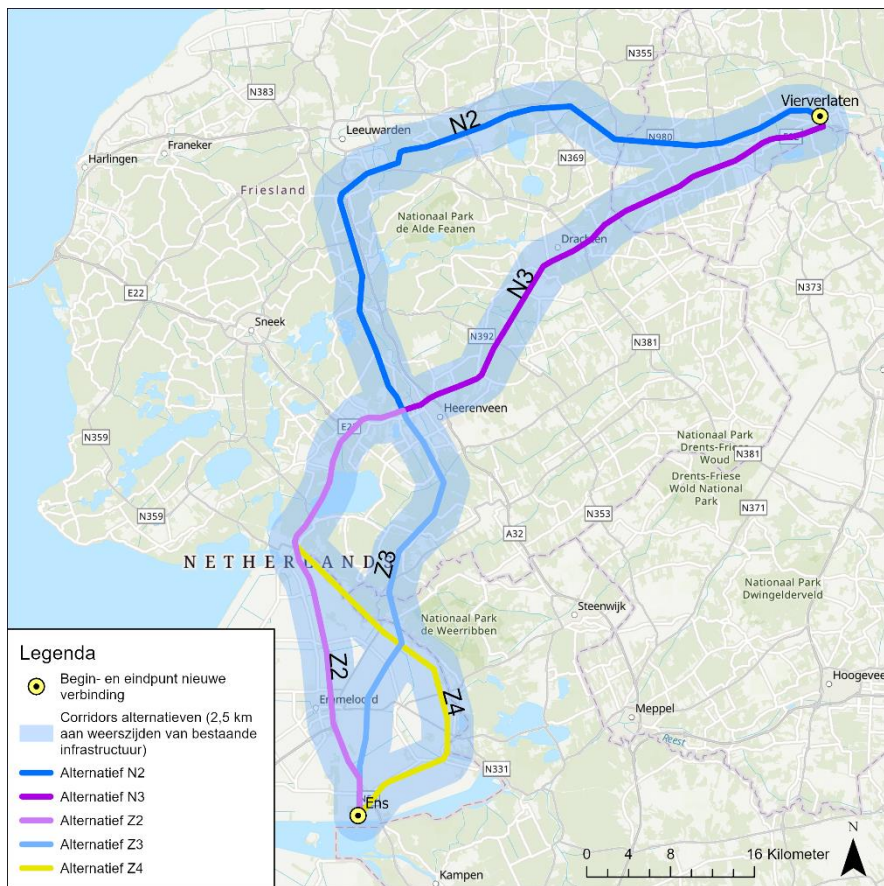 N355
Vierverlaten
N383
Leeuwarden
N2
N980
Franeker
Harlingen
N369
Friesland
Nationaal Park
de Alde Feanen
Drachten
N3
N373
E22
Sneek
N392
N381
Heerenveen
N359
Nationaal Park
Drents-Friese
Woud
N381
Drents-Friese
Wold National
Park
N371
N359
A32
N353
NETHERLAND
Z3
Nationaal Park
Dwingelderveld
Nationaal Park
de Weerribben
Steenwijk
Z2
Emmeloord
Z4
Hoogeveen
Meppel
Reest
N331
Ens
Kampen
Legenda
Begin- en eindpunt nieuwe
verbinding
Corridors alternatieven (2,5 km
aan weerszijden van bestaande
infrastructuur)
Alternatief N2
Alternatief N3
Alternatief Z2
Alternatief Z3
Alternatief Z4
N
0 4 8 16 Kilometer